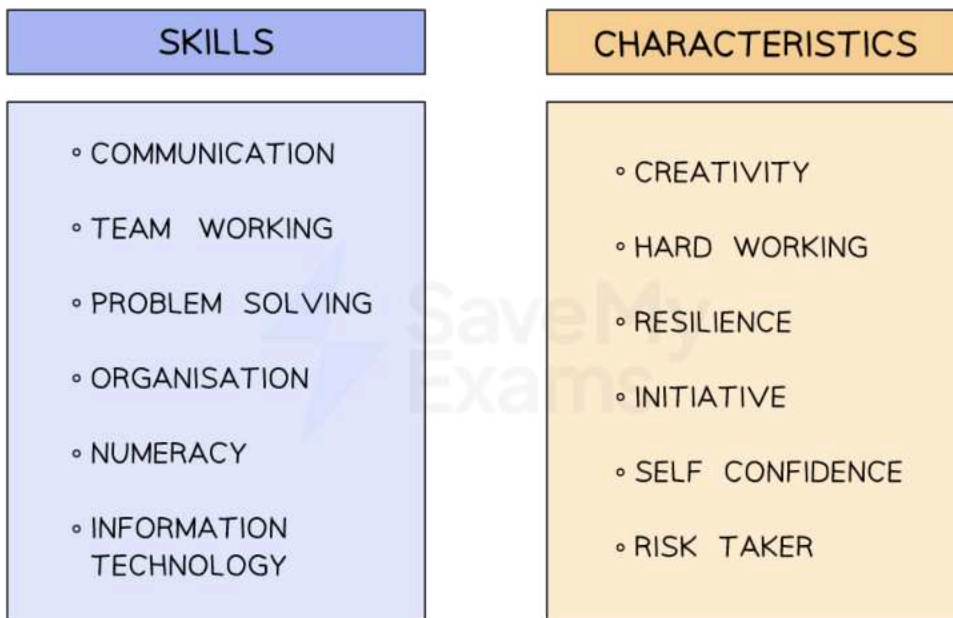 SKILLS
COMMUNICATION
TEAM WORKING
PROBLEM SOLVING
ORGANISATION
NUMERACY
INFORMATION
TECHNOLOGY
CHARACTERISTICS
CREATIVITY
HARD WORKING
RESILIENCE
INITIATIVE
SELF CONFIDENCE
RISK TAKER
SaveMy
Exams